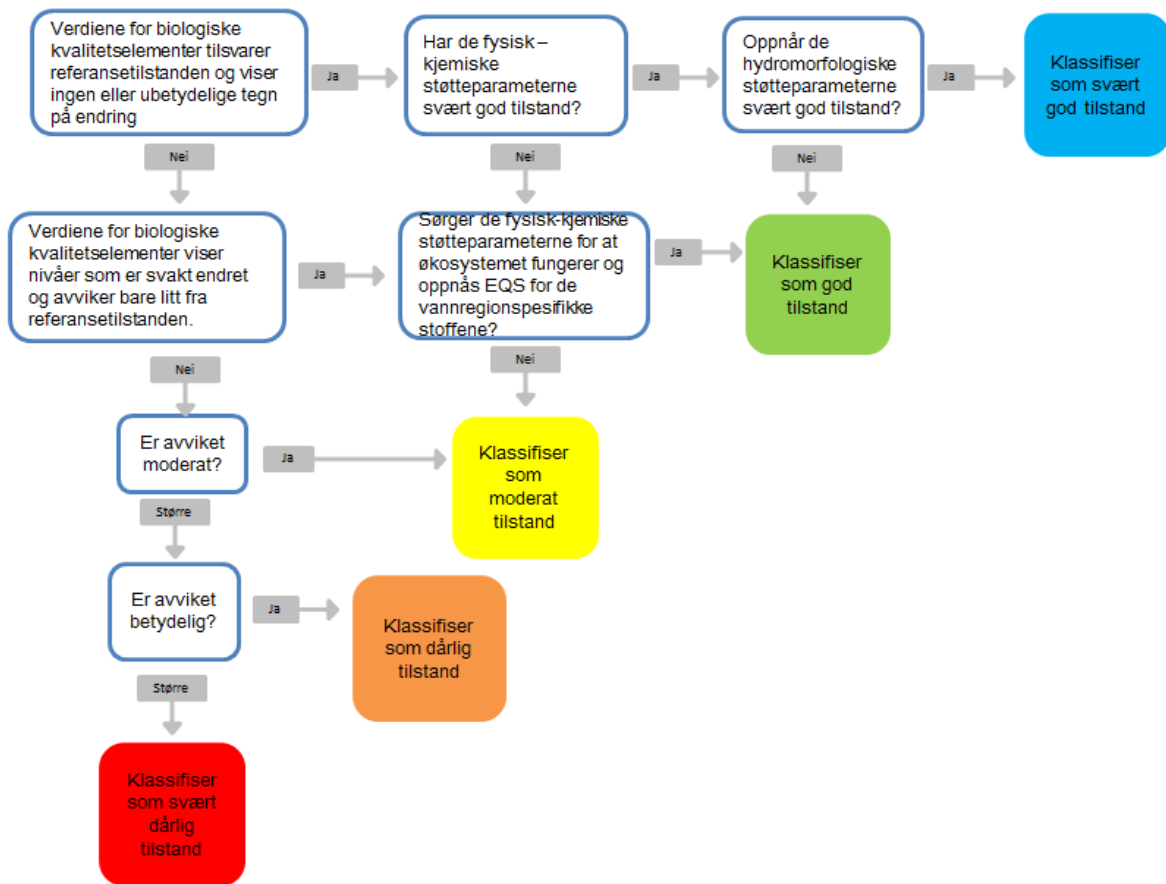 Verdiene for biologiske
kvalitetselementer tilsvarer
referansetilstanden og viser
ingen eller ubetydelige tegn
på endring
Ja
Har de fysisk –
kjemiske
støtteparameterne
svært god tilstand?
Ja
Oppnår de
hydromorfologiske
støtteparameterne
svært god tilstand?
Ja
Klassifiser
som svært
god tilstand
Nei
Nei
Nei
Verdiene for biologiske
kvalitetselementer viser
nivåer som er svakt endret
og avviker bare litt fra
referansetilstanden.
Ja
Sørger de fysisk-kjemiske
støtteparameterne for at
økosystemet fungerer og
oppnås EQS for de
vannregionspesifikke
stoffene?
Ja
Klassifiser
som god
tilstand
Nei
Nei
Er avviket
moderat?
Ja
Klassifiser
som
moderat
tilstand
Større
Er avviket
betydelig?
Ja
Klassifiser
som dårlig
tilstand
Større
Klassifiser
som svært
dårlig
tilstand